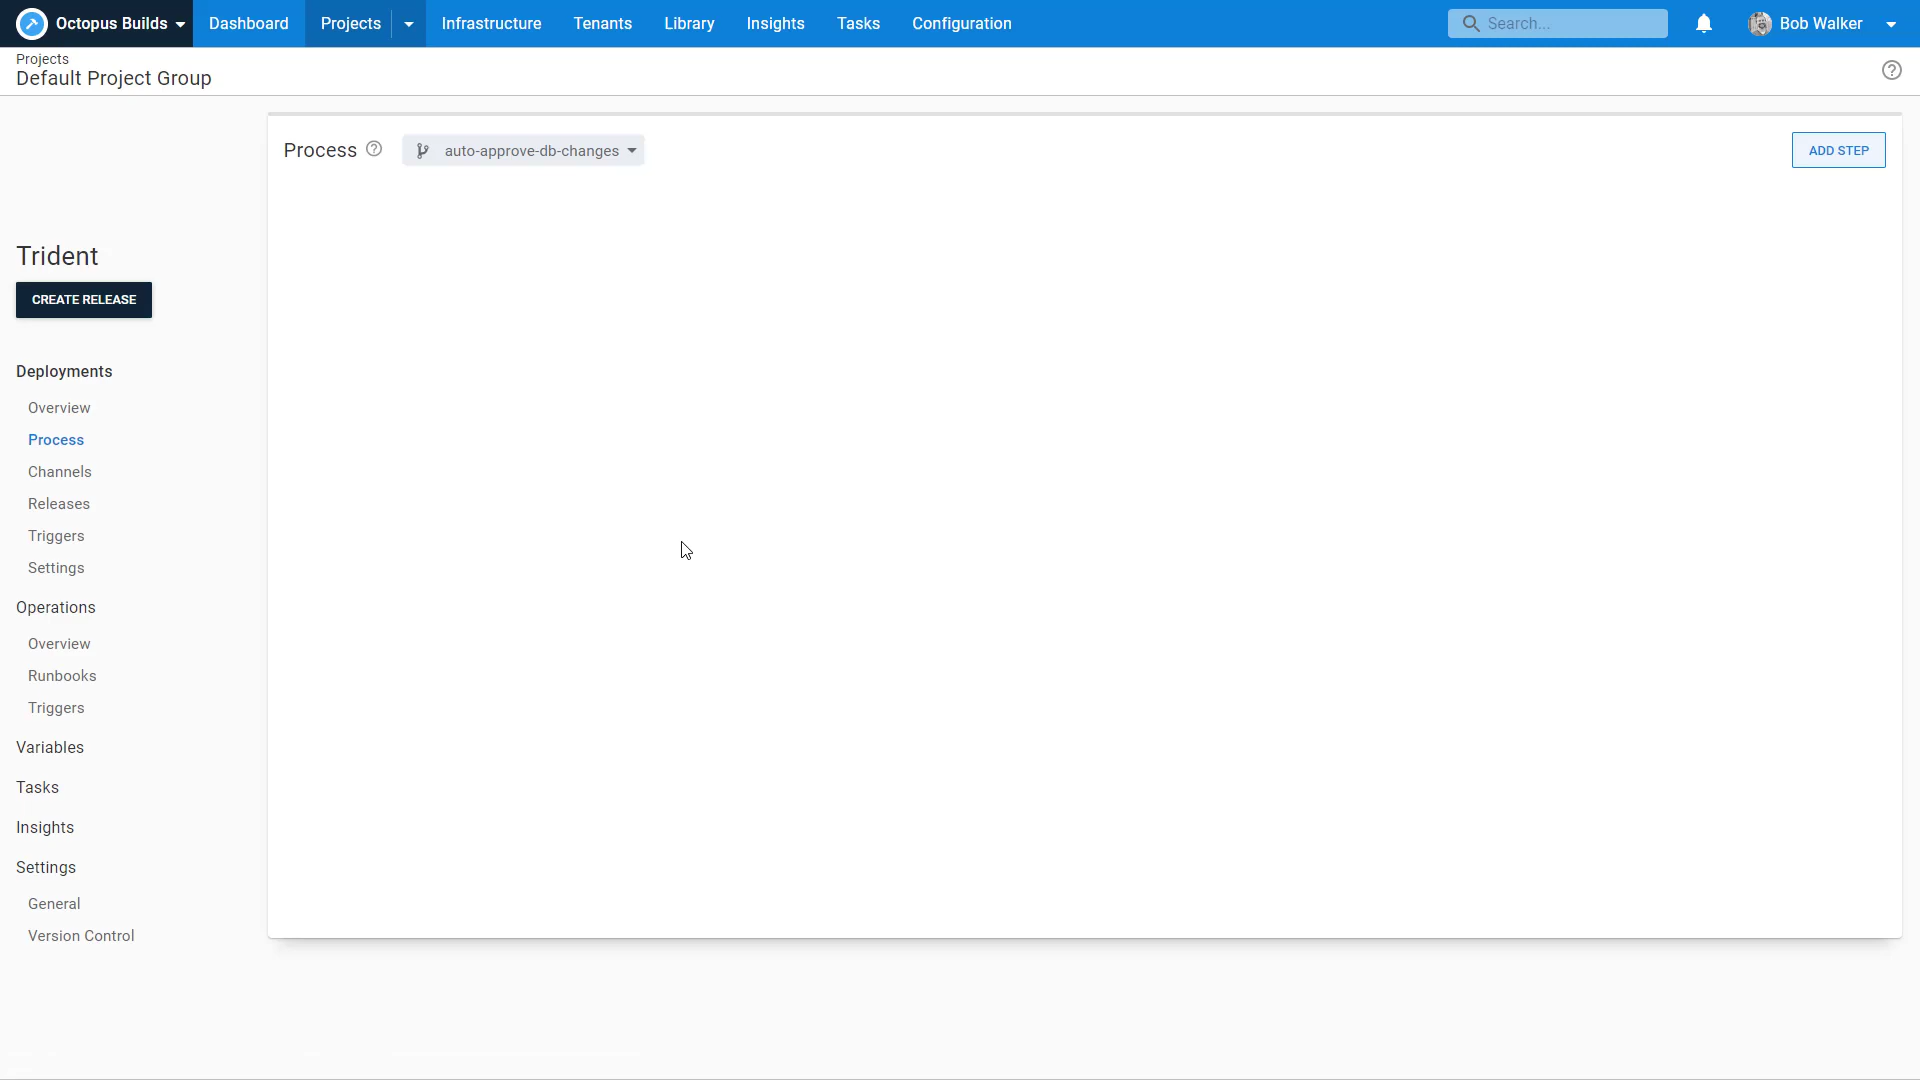 Octopus Builds
Dashboard
Projects
Infrastructure
Tenants
Library
Insights
Tasks
Configuration
Search...
Bob Walker
Projects
Default Project Group
Process
auto-approve-db-changes
ADD STEP
Trident
CREATE RELEASE
Deployments
Overview
Process
Channels
Releases
Triggers
Settings
Operations
Overview
Runbooks
Triggers
Variables
Tasks
Insights
Settings
General
Version Control